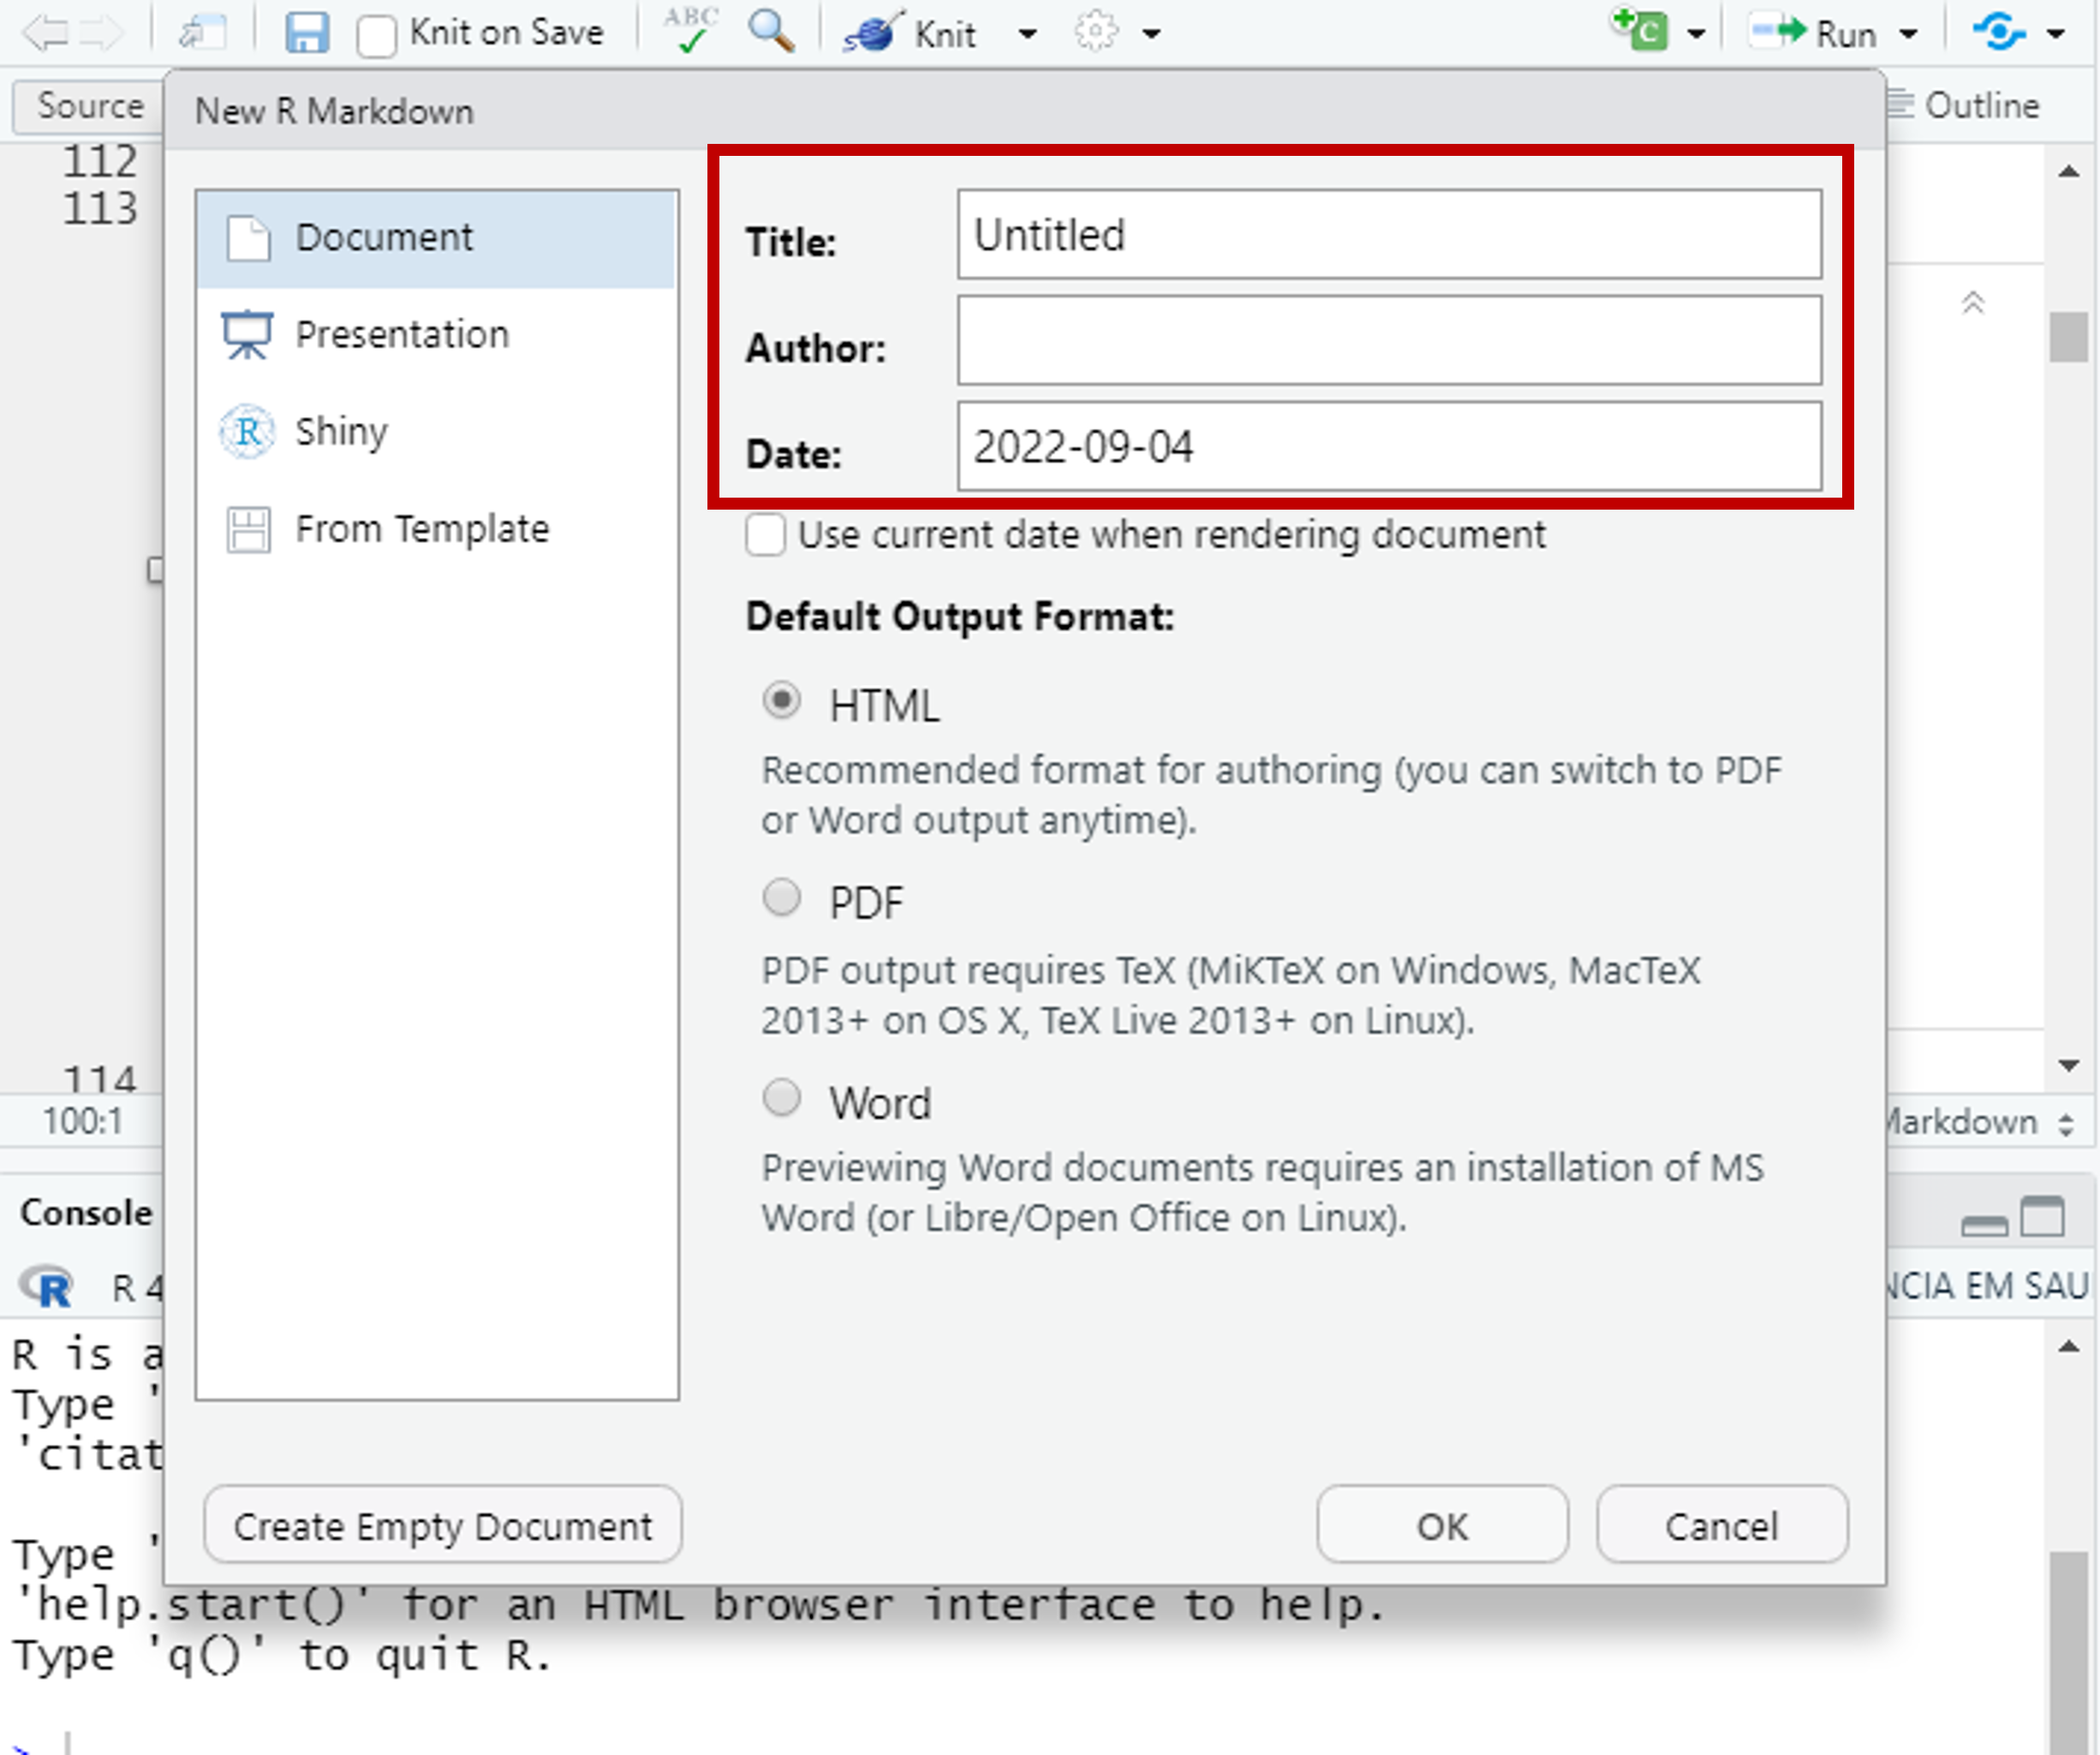 Knit on Save
ABC
Knit
Run
Source
Outline
New R Markdown
112
113
114
100:1
Document
Presentation
Shiny
From Template
Title:
Untitled
Author:
Date:
2022-09-04
Use current date when rendering document
Default Output Format:
HTML
Recommended format for authoring (you can switch to PDF
or Word output anytime).
PDF
PDF output requires TeX (MiKTeX on Windows, MacTeX
2013+ on OS X, TeX Live 2013+ on Linux).
Word
Previewing Word documents requires an installation of MS
Word (or Libre/Open Office on Linux).
Create Empty Document
OK
Cancel
Markdown
Console
R 4
NCIA EM SAU
R is a
Type '
'citat
Type '
'help.start()' for an HTML browser interface to help.
Type 'q()' to quit R.
>